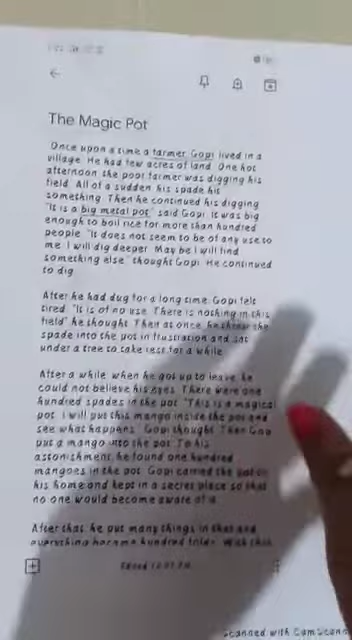 The Magic Pot
Once upon a time a farmer Gopi lived in a
village. He had few acres of land. One hot
afternoon the poor farmer was digging his
field. All of a sudden his spade his
something. Then he continued his digging
"It is a big metal pot" said Gopi. It was big
enough to boil rice for more than hundred
people. "It does not seem to be of any use to
me. I will dig deeper. May be I will find
something else" thought Gopi. He continued
to dig.
After he had dug for a long time. Gopi felt
tired. "It is of no use. There is nothing in this
field" he thought. Then at once, he threw the
spade into the pot in frustration and sat
under a tree to take rest for a while.
After a while when he got up to leave he
could not believe his eyes. There were one
hundred spades in the pot. "This is a magical
pot. I will put this mango inside the pot and
see what happens" Gopi thought. Then Gopi
put a mango into the pot. To his
astonishment, he found one hundred
mangoes in the pot. Gopi carried the pot to
his home and kept in a secret place so that
no one would become aware of it.
After that, he put many things in that and
everything became hundred folds. With this
Edited
Scanned with CamScann